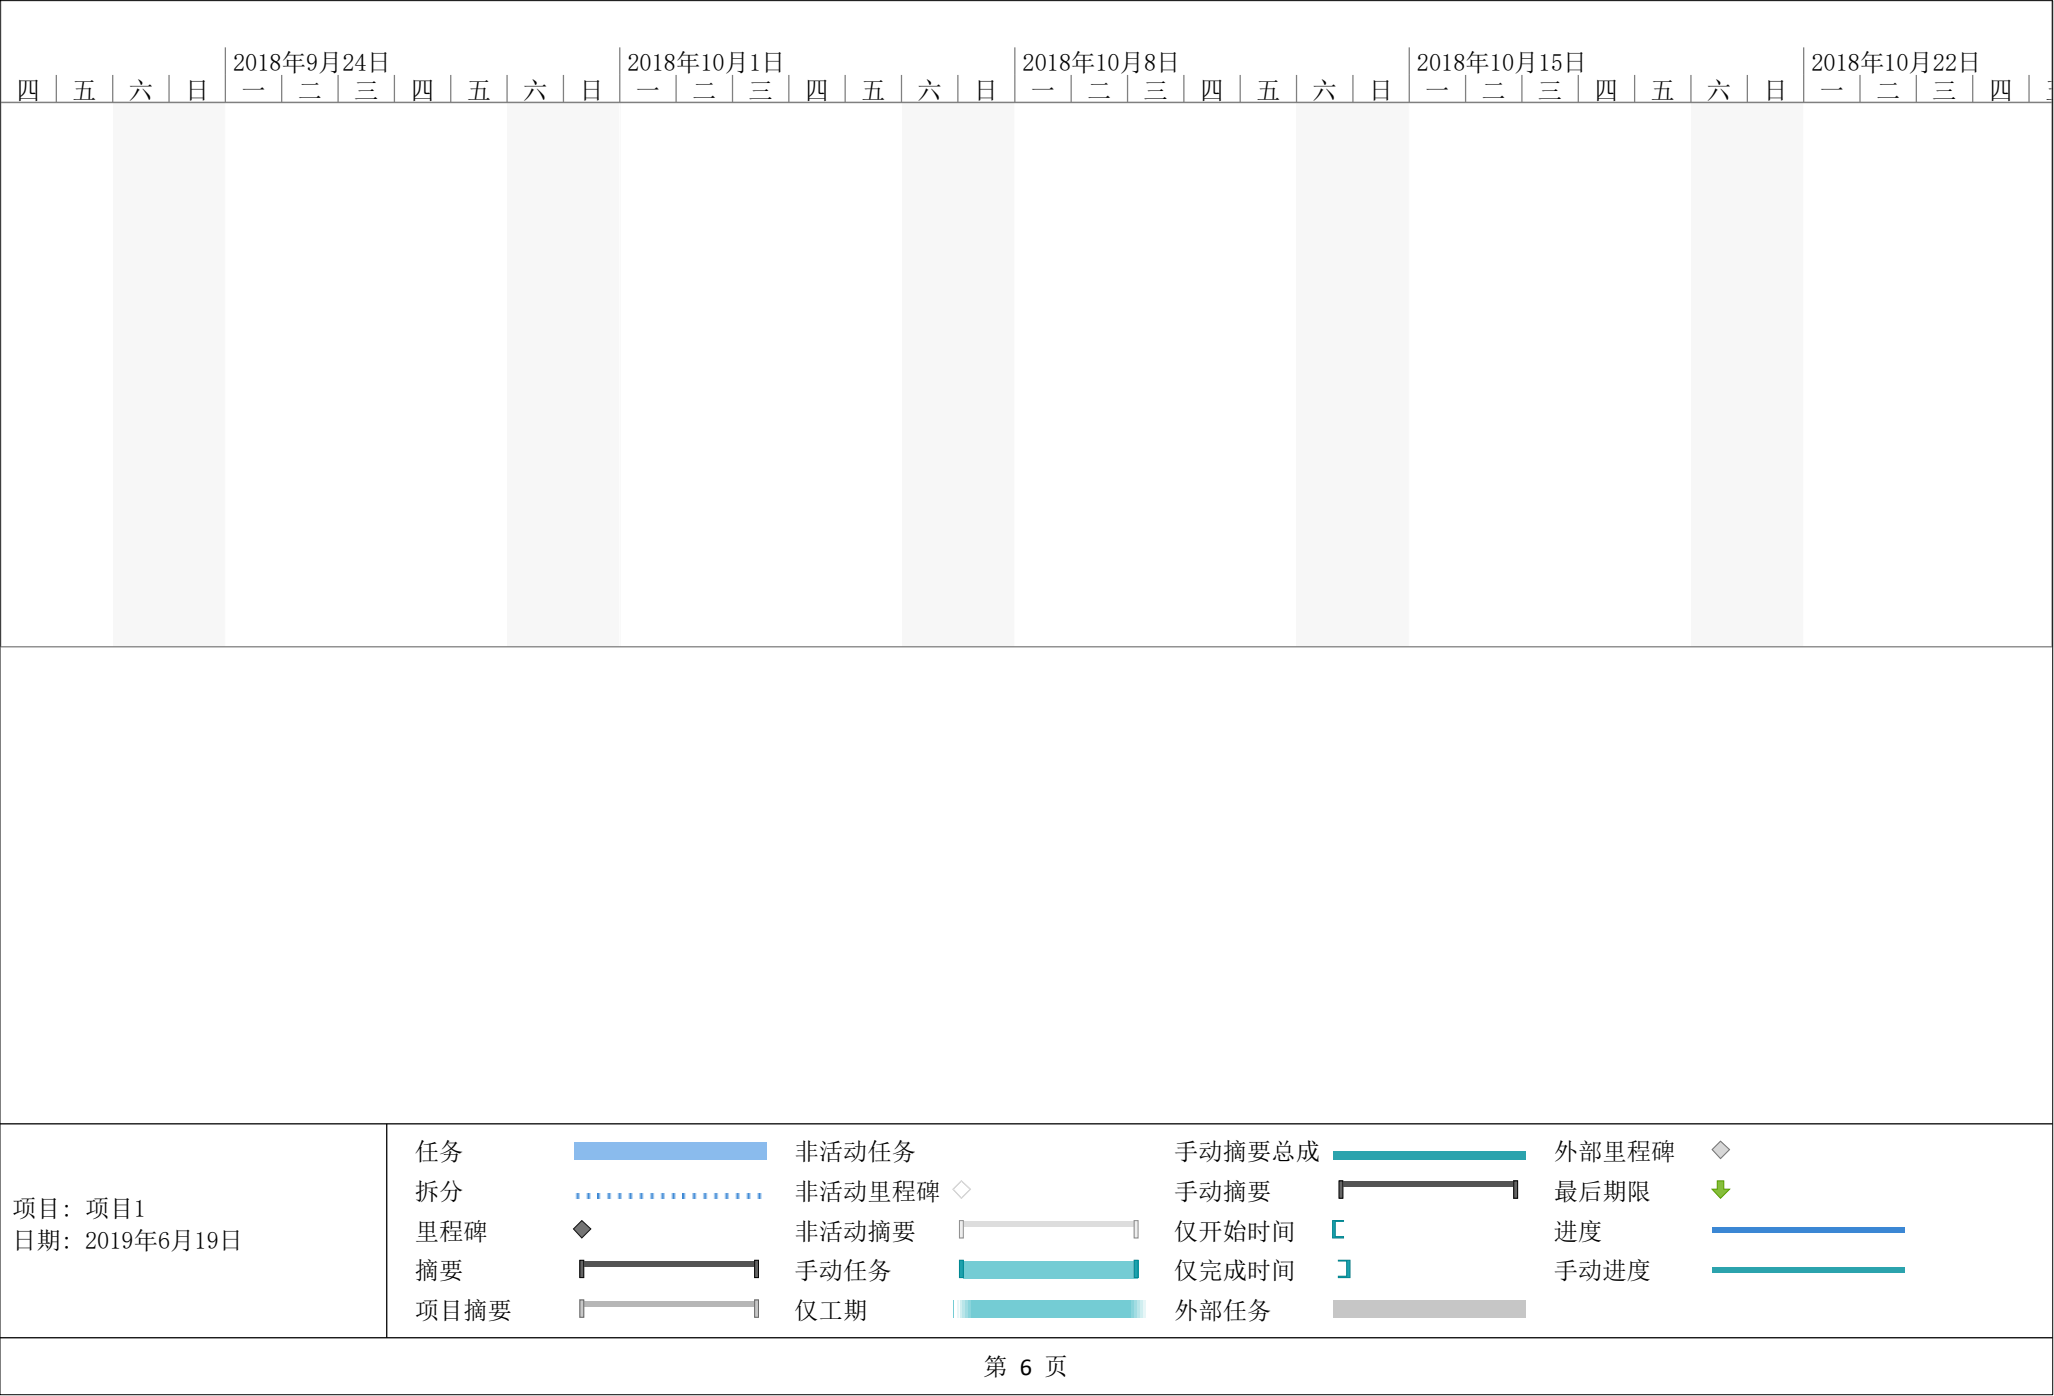 2018年9月24日 2018年10月1日 2018年10月8日 2018年10月15日 2018年10月22日
四 五 六 日 一 二 三 四 五 六 日 一 二 三 四 五 六 日 一 二 三 四 五 六 日 一 二 三 四 五 六 日 一 二 三 四
项目: 项目1
日期: 2019年6月19日
任务 非活动任务 手动摘要总成 外部里程碑
拆分 非活动里程碑 手动摘要 最后期限
里程碑 非活动摘要 仅开始时间 进度
摘要 手动任务 仅完成时间 手动进度
项目摘要 仅工期 外部任务
第 6 页